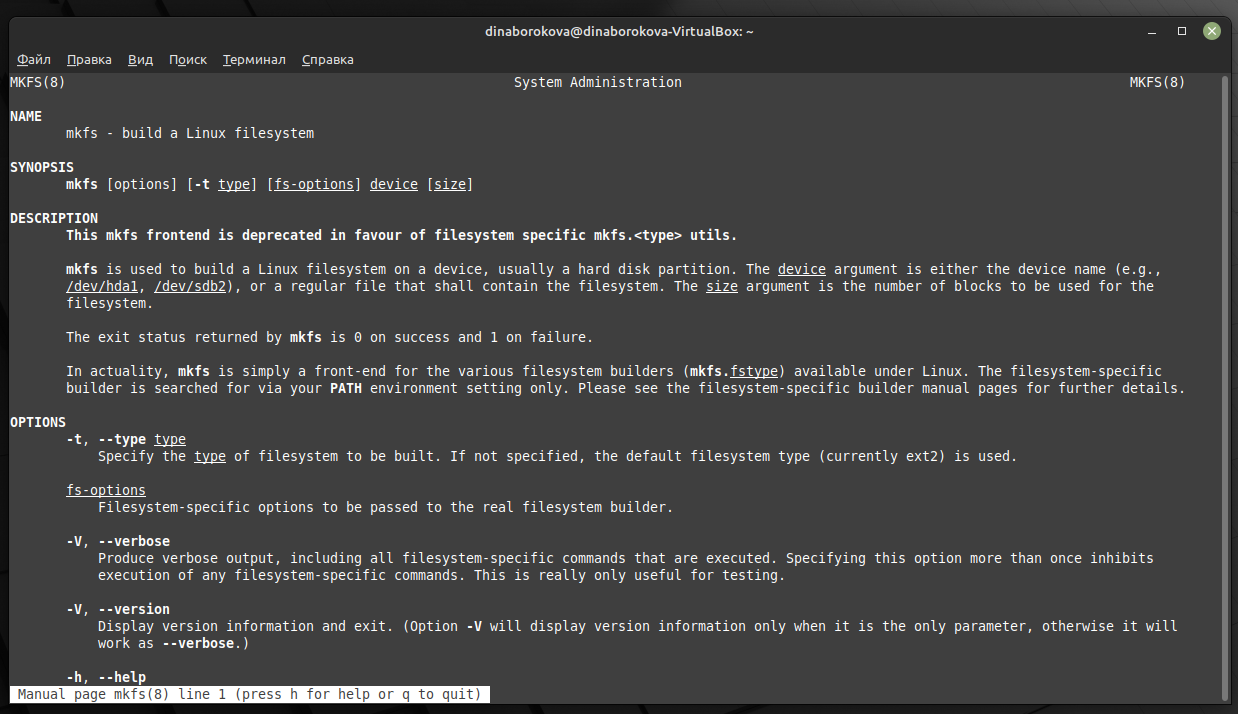 dinaborokova@dinaborokova-VirtualBox: ~
Файл Правка Вид Поиск Терминал Справка
MKFS(8) System Administration MKFS(8)
NAME
mkfs - build a Linux filesystem
SYNOPSIS
mkfs [options] [-t type] [fs-options] device [size]
DESCRIPTION
This mkfs frontend is deprecated in favour of filesystem specific mkfs.<type> utils.
mkfs is used to build a Linux filesystem on a device, usually a hard disk partition. The device argument is either the device name (e.g.,
/dev/hda1, /dev/sdb2), or a regular file that shall contain the filesystem. The size argument is the number of blocks to be used for the
filesystem.
The exit status returned by mkfs is 0 on success and 1 on failure.
In actuality, mkfs is simply a front-end for the various filesystem builders (mkfs.fstype) available under Linux. The filesystem-specific
builder is searched for via your PATH environment setting only. Please see the filesystem-specific builder manual pages for further details.
OPTIONS
-t, --type type
Specify the type of filesystem to be built. If not specified, the default filesystem type (currently ext2) is used.
fs-options
Filesystem-specific options to be passed to the real filesystem builder.
-V, --verbose
Produce verbose output, including all filesystem-specific commands that are executed. Specifying this option more than once inhibits
execution of any filesystem-specific commands. This is really only useful for testing.
-V, --version
Display version information and exit. (Option -V will display version information only when it is the only parameter, otherwise it will
work as --verbose.)
-h, --help
Manual page mkfs(8) line 1 (press h for help or q to quit)